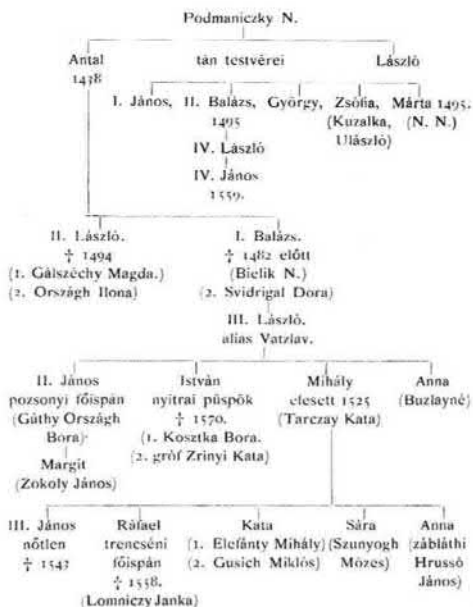 Podmaniczky N.
Antal tán testvérei László
1438
I. János, II. Balázs, György, Zsófia, Márta 1495.
1495 (Kuzalka, (N. N.)
Ulászló)
IV. László
IV. János
1559.
II. László. I. Balázs.
† 1494 † 1482 előtt
(1. Gálszéchy Magda.) (Bielik N.)
(2. Országh Ilona) (2. Svidrigal Dora)
III. László.
alias Vatzlav.
II. János István Mihály Anna
pozsonyi főispán nyitrai püspök elesett 1525 (Buzlayné)
(Gúthy Országh † 1570. (Tarczay Kata)
Bora) (1. Kosztka Bora.
(2. gróf Zrinyi Kata)
Margit
(Zokoly János)
III. János Ráfael Kata Sára Anna
nőtlen trencséni (1. Elefánty Mihály) (Szunyogh (zábláthi
† 1543 főispán (2. Gusich Miklós) Mózes) Hrussó
† 1558. János)
(Lomniczy Janka)